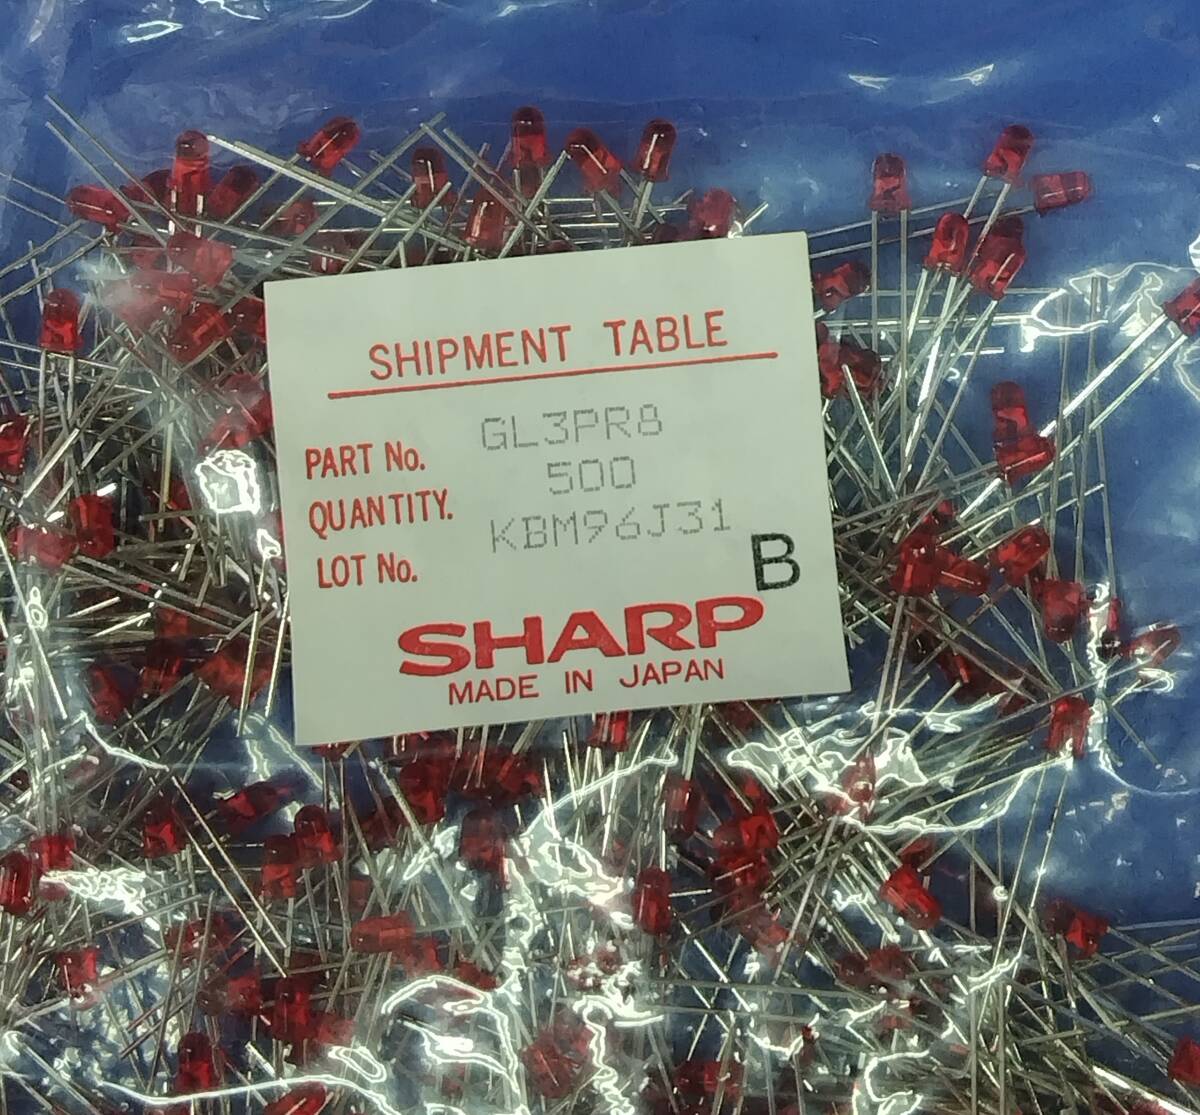 SHIPMENT TABLE
PART No. GL3PR8
QUANTITY. 500
LOT No. KBM96J31
B
SHARP
MADE IN JAPAN